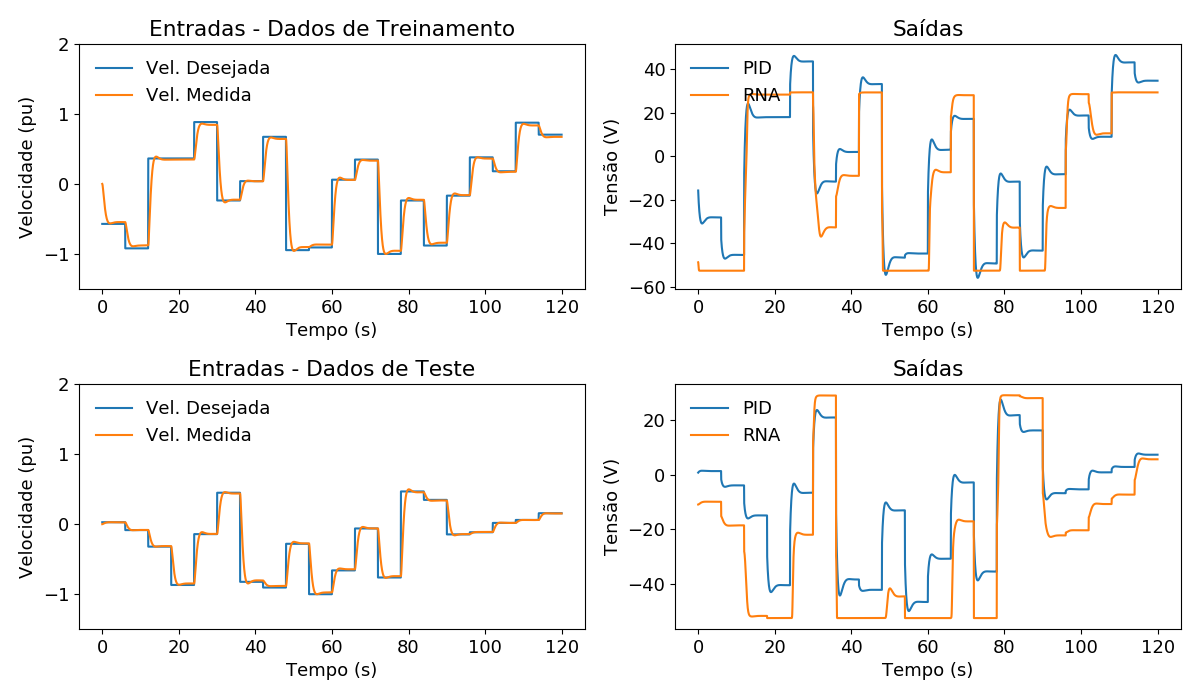 Entradas - Dados de Treinamento
2
1
0
−1
Velocidade (pu)
Vel. Desejada
Vel. Medida
0 20 40 60 80 100 120
Tempo (s)
Saídas
40
20
0
−20
−40
−60
Tensão (V)
PID
RNA
0 20 40 60 80 100 120
Tempo (s)
Entradas - Dados de Teste
2
1
0
−1
Velocidade (pu)
Vel. Desejada
Vel. Medida
0 20 40 60 80 100 120
Tempo (s)
Saídas
20
0
−20
−40
Tensão (V)
PID
RNA
0 20 40 60 80 100 120
Tempo (s)